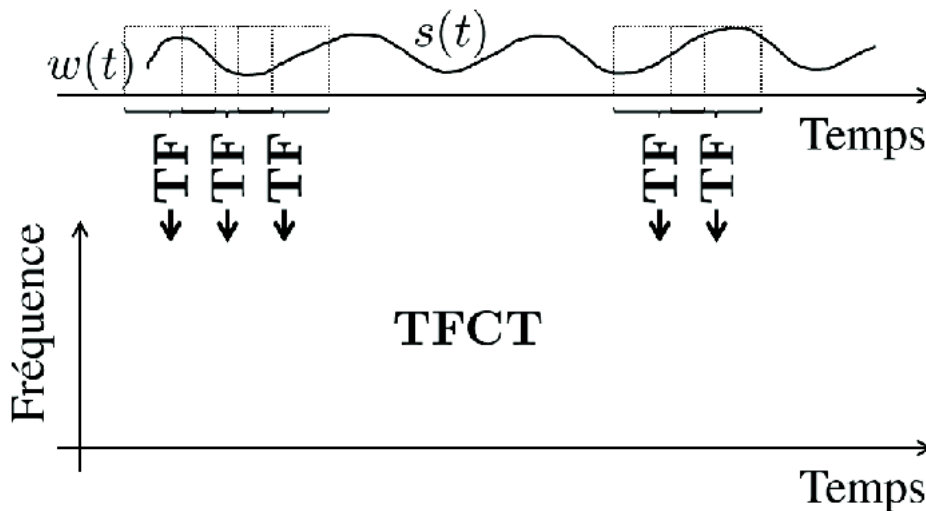 w(t)
s(t)
Temps
TF
TF
TF
TF
TF
Fréquence
TFCT
Temps